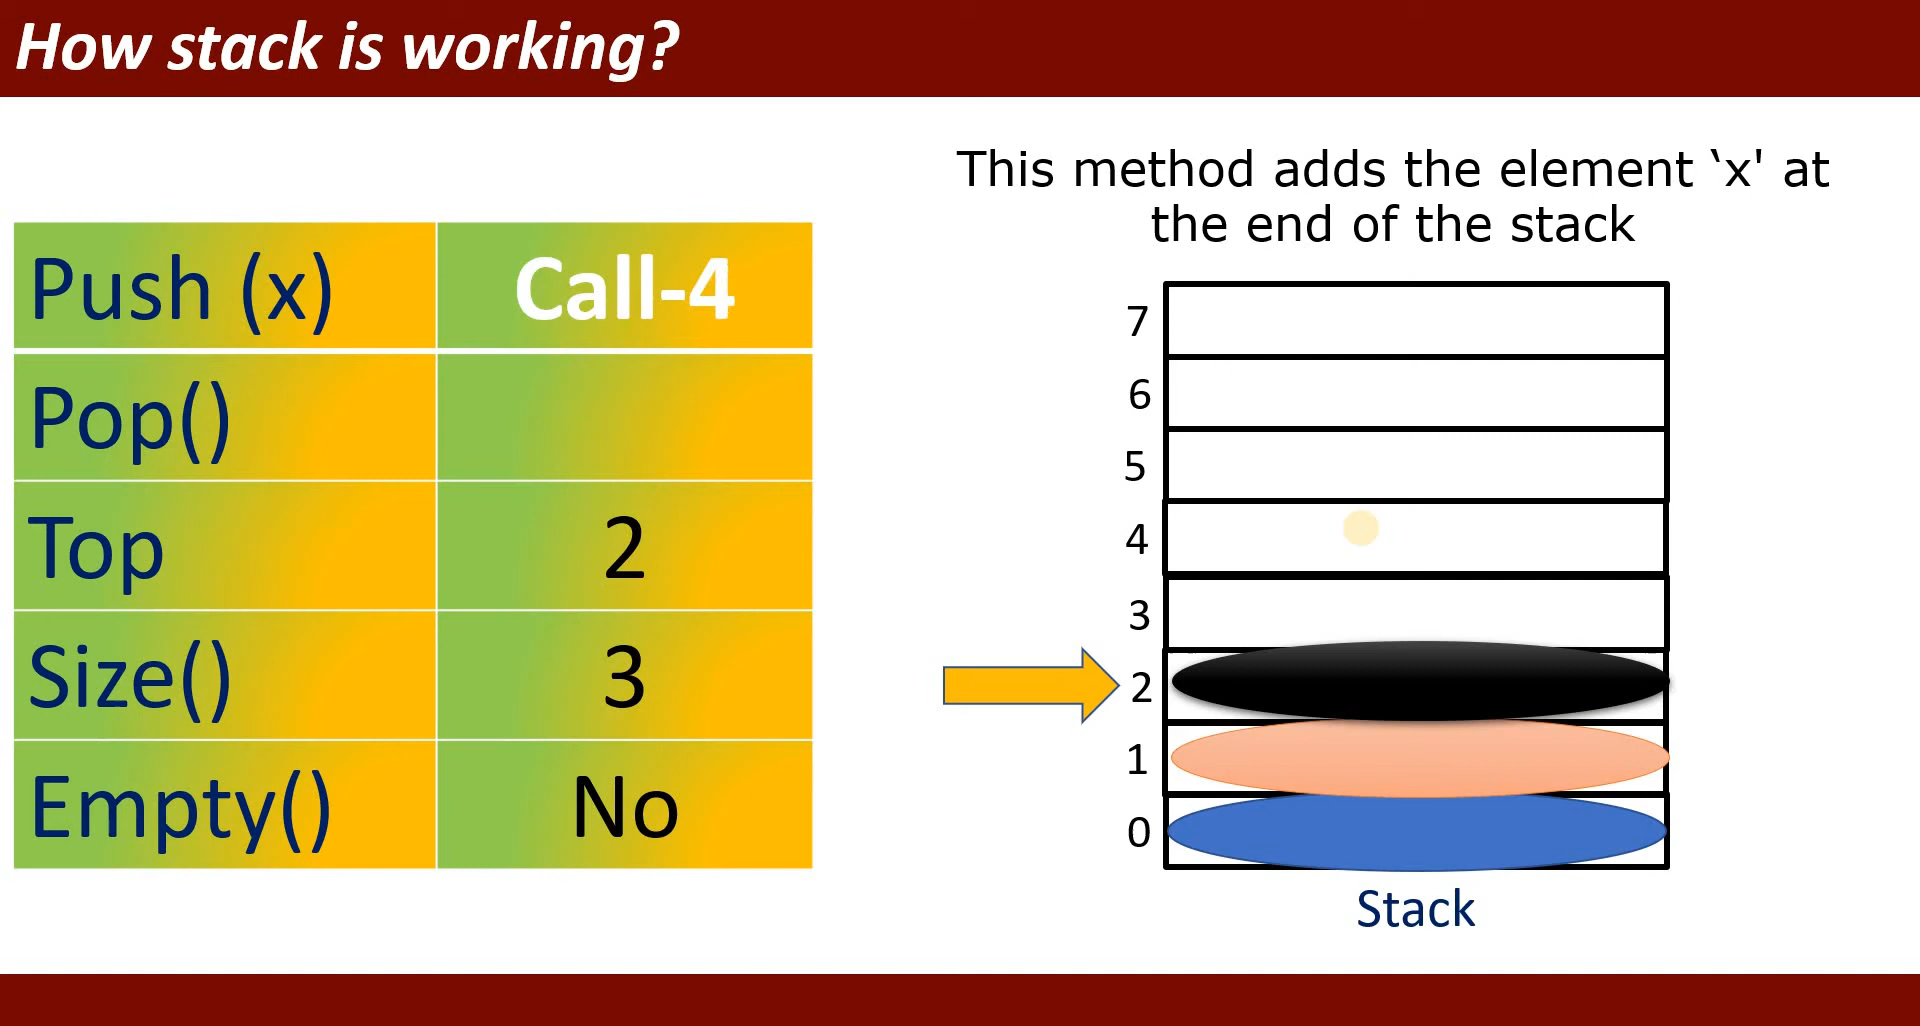 How stack is working?
This method adds the element ‘x' at
the end of the stack
Push (x) Call-4
Pop()
Top 2
Size() 3
Empty() No
7
6
5
4
3
2
1
0
Stack